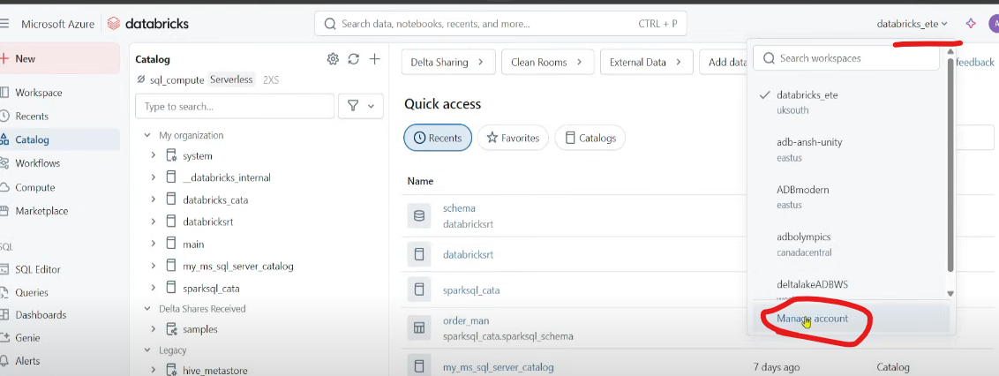 Microsoft Azure
databricks
Search data, notebooks, recents, and more...
CTRL + P
databricks_ete
A
New
Workspace
Recents
Catalog
Workflows
Compute
Marketplace
SQL
SQL Editor
Queries
Dashboards
Genie
Alerts
Catalog
sql_compute Serverless 2XS
Type to search...
My organization
system
__databricks_internal
databricks_cata
databricksrt
main
my_ms_sql_server_catalog
sparksql_cata
Delta Shares Received
samples
Legacy
hive_metastore
Delta Sharing
Clean Rooms
External Data
Add data
feedback
Quick access
Recents
Favorites
Catalogs
Name
schema
databricksrt
databricksrt
sparksql_cata
order_man
sparksql_cata.sparksql_schema
my_ms_sql_server_catalog
7 days ago
Catalog
Search workspaces
databricks_ete
uksouth
adb-ansh-unity
eastus
ADBmodern
eastus
adbolympics
canadacentral
deltalakeADBWS
Manage account